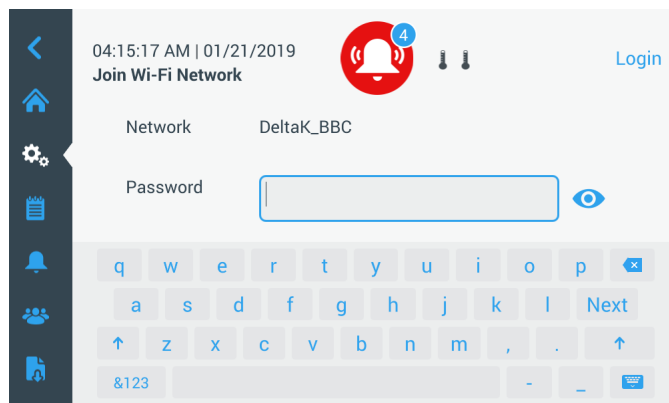 04:15:17 AM | 01/21/2019
4
Login
Join Wi-Fi Network
Network DeltaK_BBC
Password
q w e r t y u i o p
a s d f g h j k l Next
z x c v b n m , .
&123 - _